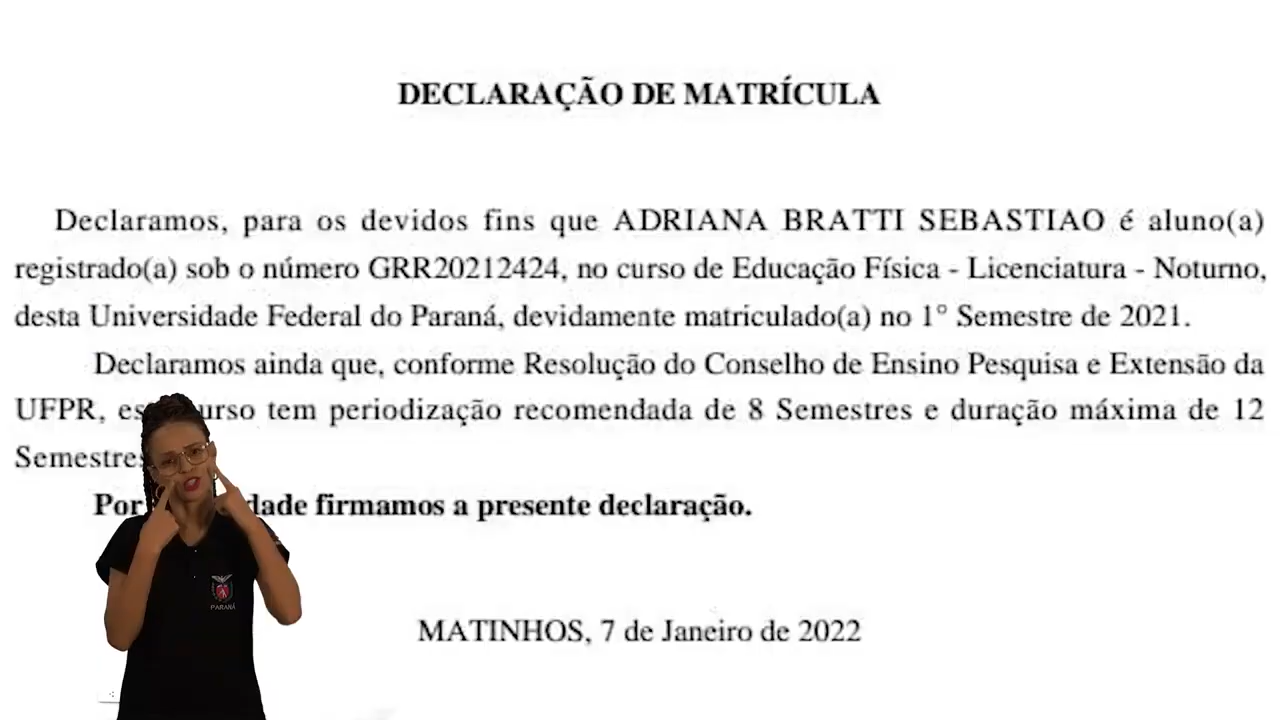 DECLARAÇÃO DE MATRÍCULA
Declaramos, para os devidos fins que ADRIANA BRATTI SEBASTIAO é aluno(a)
registrado(a) sob o número GRR20212424, no curso de Educação Física - Licenciatura - Noturno,
desta Universidade Federal do Paraná, devidamente matriculado(a) no 1° Semestre de 2021.
Declaramos ainda que, conforme Resolução do Conselho de Ensino Pesquisa e Extensão da
UFPR, tem periodização recomendada de 8 Semestres e duração máxima de 12
Semestre
Por firmamos a presente declaração.
PARANÁ
MATINHOS, 7 de Janeiro de 2022